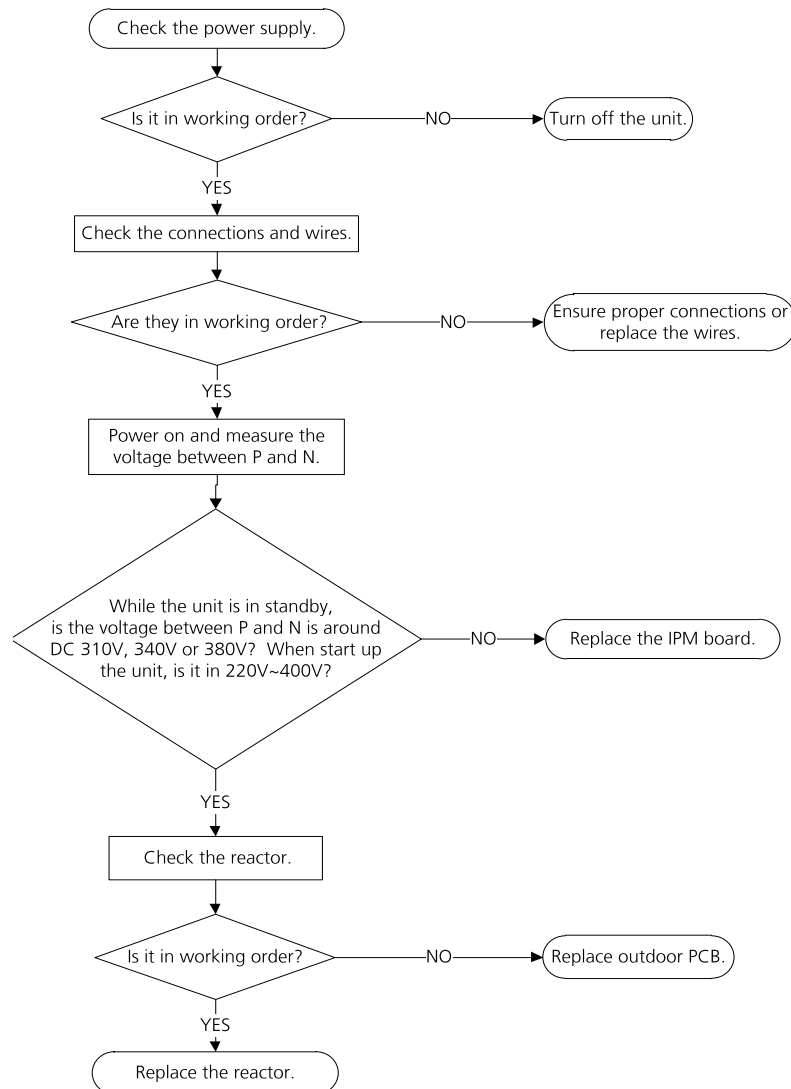 Check the power supply.
Is it in working order?
NO
Turn off the unit.
YES
Check the connections and wires.
Are they in working order?
NO
Ensure proper connections or
replace the wires.
YES
Power on and measure the
voltage between P and N.
While the unit is in standby,
is the voltage between P and N is around
DC 310V, 340V or 380V?  When start up
the unit, is it in 220V~400V?
NO
Replace the IPM board.
YES
Check the reactor.
Is it in working order?
NO
Replace outdoor PCB.
YES
Replace the reactor.